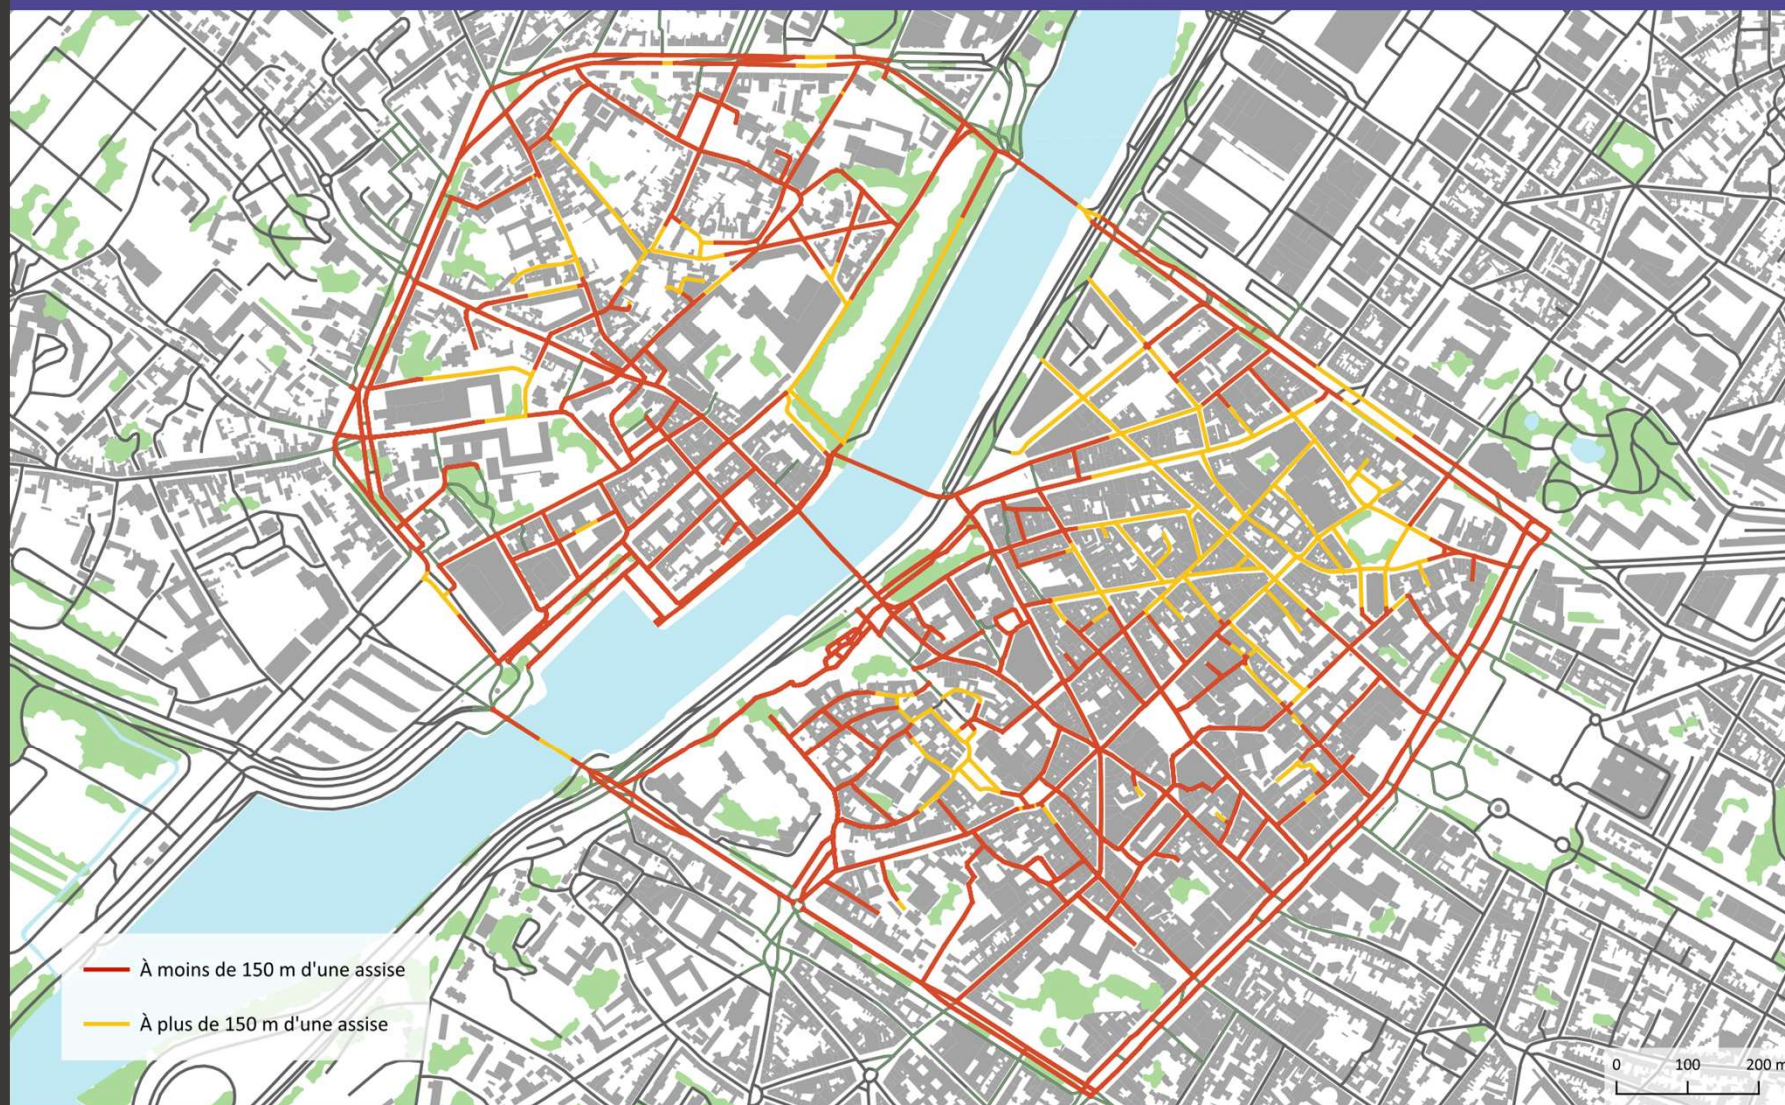 À moins de 150 m d'une assise
À plus de 150 m d'une assise
0 100 200 m